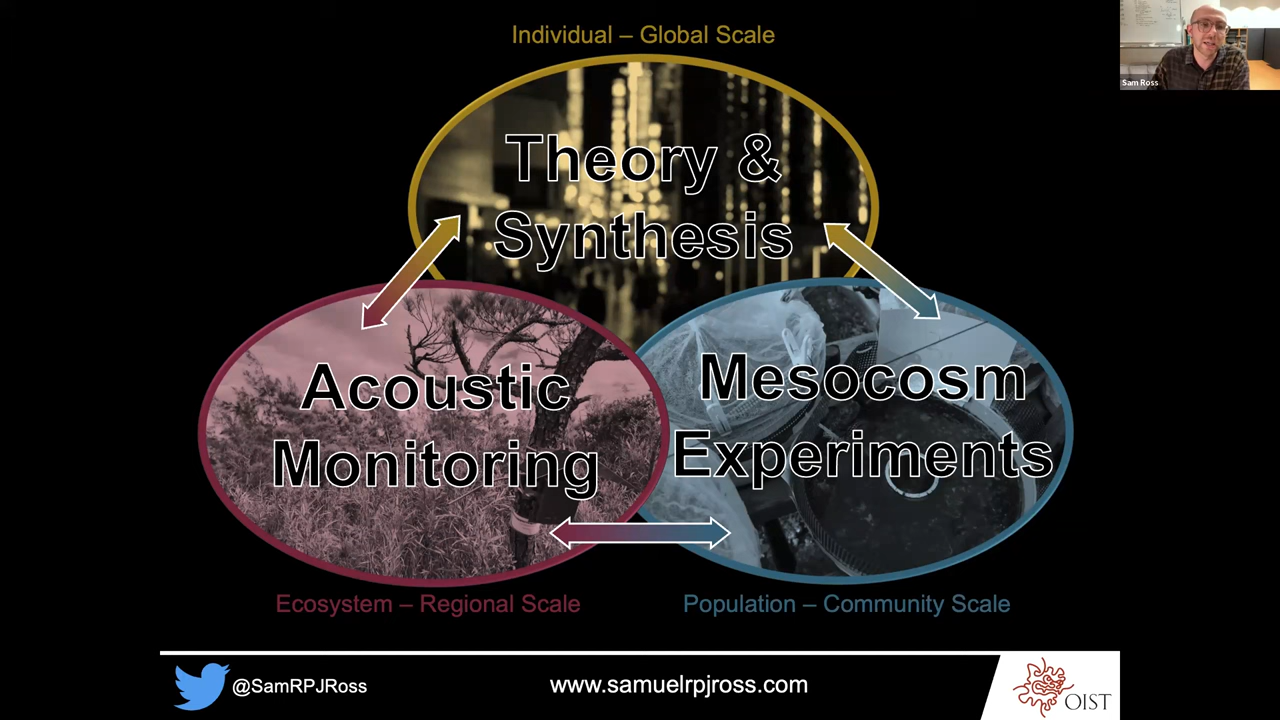 Individual – Global Scale
Sam Ross
Theory &
Synthesis
Acoustic
Monitoring
Mesocosm
Experiments
Ecosystem – Regional Scale
Population – Community Scale
@SamRPJRoss
www.samuelrpjross.com
OIST